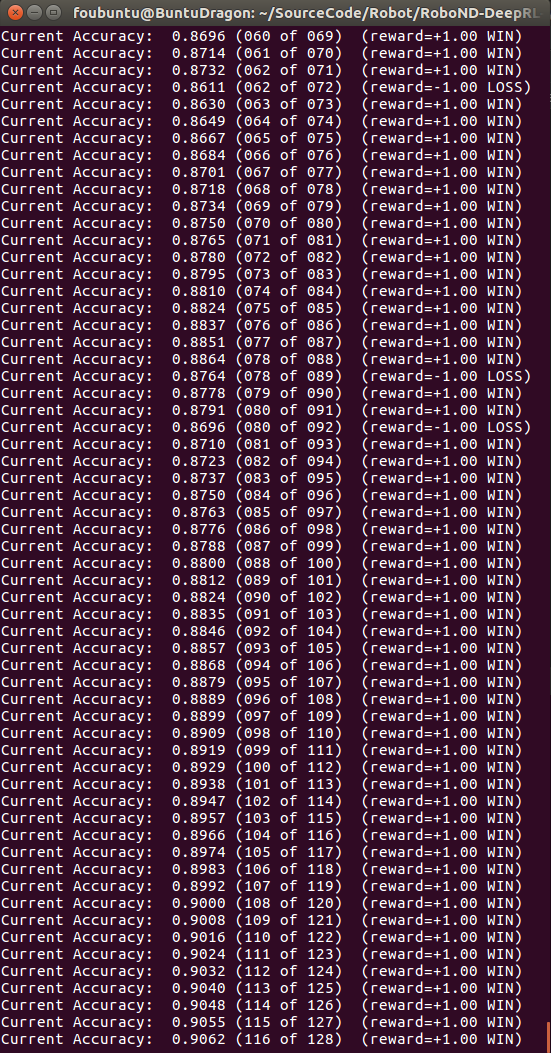 foubuntu@BuntuDragon: ~/SourceCode/Robot/RoboND-DeepRL
Current Accuracy:  0.8696 (060 of 069)  (reward=+1.00 WIN)
Current Accuracy:  0.8714 (061 of 070)  (reward=+1.00 WIN)
Current Accuracy:  0.8732 (062 of 071)  (reward=+1.00 WIN)
Current Accuracy:  0.8611 (062 of 072)  (reward=-1.00 LOSS)
Current Accuracy:  0.8630 (063 of 073)  (reward=+1.00 WIN)
Current Accuracy:  0.8649 (064 of 074)  (reward=+1.00 WIN)
Current Accuracy:  0.8667 (065 of 075)  (reward=+1.00 WIN)
Current Accuracy:  0.8684 (066 of 076)  (reward=+1.00 WIN)
Current Accuracy:  0.8701 (067 of 077)  (reward=+1.00 WIN)
Current Accuracy:  0.8718 (068 of 078)  (reward=+1.00 WIN)
Current Accuracy:  0.8734 (069 of 079)  (reward=+1.00 WIN)
Current Accuracy:  0.8750 (070 of 080)  (reward=+1.00 WIN)
Current Accuracy:  0.8765 (071 of 081)  (reward=+1.00 WIN)
Current Accuracy:  0.8780 (072 of 082)  (reward=+1.00 WIN)
Current Accuracy:  0.8795 (073 of 083)  (reward=+1.00 WIN)
Current Accuracy:  0.8810 (074 of 084)  (reward=+1.00 WIN)
Current Accuracy:  0.8824 (075 of 085)  (reward=+1.00 WIN)
Current Accuracy:  0.8837 (076 of 086)  (reward=+1.00 WIN)
Current Accuracy:  0.8851 (077 of 087)  (reward=+1.00 WIN)
Current Accuracy:  0.8864 (078 of 088)  (reward=+1.00 WIN)
Current Accuracy:  0.8764 (078 of 089)  (reward=-1.00 LOSS)
Current Accuracy:  0.8778 (079 of 090)  (reward=+1.00 WIN)
Current Accuracy:  0.8791 (080 of 091)  (reward=+1.00 WIN)
Current Accuracy:  0.8696 (080 of 092)  (reward=-1.00 LOSS)
Current Accuracy:  0.8710 (081 of 093)  (reward=+1.00 WIN)
Current Accuracy:  0.8723 (082 of 094)  (reward=+1.00 WIN)
Current Accuracy:  0.8737 (083 of 095)  (reward=+1.00 WIN)
Current Accuracy:  0.8750 (084 of 096)  (reward=+1.00 WIN)
Current Accuracy:  0.8763 (085 of 097)  (reward=+1.00 WIN)
Current Accuracy:  0.8776 (086 of 098)  (reward=+1.00 WIN)
Current Accuracy:  0.8788 (087 of 099)  (reward=+1.00 WIN)
Current Accuracy:  0.8800 (088 of 100)  (reward=+1.00 WIN)
Current Accuracy:  0.8812 (089 of 101)  (reward=+1.00 WIN)
Current Accuracy:  0.8824 (090 of 102)  (reward=+1.00 WIN)
Current Accuracy:  0.8835 (091 of 103)  (reward=+1.00 WIN)
Current Accuracy:  0.8846 (092 of 104)  (reward=+1.00 WIN)
Current Accuracy:  0.8857 (093 of 105)  (reward=+1.00 WIN)
Current Accuracy:  0.8868 (094 of 106)  (reward=+1.00 WIN)
Current Accuracy:  0.8879 (095 of 107)  (reward=+1.00 WIN)
Current Accuracy:  0.8889 (096 of 108)  (reward=+1.00 WIN)
Current Accuracy:  0.8899 (097 of 109)  (reward=+1.00 WIN)
Current Accuracy:  0.8909 (098 of 110)  (reward=+1.00 WIN)
Current Accuracy:  0.8919 (099 of 111)  (reward=+1.00 WIN)
Current Accuracy:  0.8929 (100 of 112)  (reward=+1.00 WIN)
Current Accuracy:  0.8938 (101 of 113)  (reward=+1.00 WIN)
Current Accuracy:  0.8947 (102 of 114)  (reward=+1.00 WIN)
Current Accuracy:  0.8957 (103 of 115)  (reward=+1.00 WIN)
Current Accuracy:  0.8966 (104 of 116)  (reward=+1.00 WIN)
Current Accuracy:  0.8974 (105 of 117)  (reward=+1.00 WIN)
Current Accuracy:  0.8983 (106 of 118)  (reward=+1.00 WIN)
Current Accuracy:  0.8992 (107 of 119)  (reward=+1.00 WIN)
Current Accuracy:  0.9000 (108 of 120)  (reward=+1.00 WIN)
Current Accuracy:  0.9008 (109 of 121)  (reward=+1.00 WIN)
Current Accuracy:  0.9016 (110 of 122)  (reward=+1.00 WIN)
Current Accuracy:  0.9024 (111 of 123)  (reward=+1.00 WIN)
Current Accuracy:  0.9032 (112 of 124)  (reward=+1.00 WIN)
Current Accuracy:  0.9040 (113 of 125)  (reward=+1.00 WIN)
Current Accuracy:  0.9048 (114 of 126)  (reward=+1.00 WIN)
Current Accuracy:  0.9055 (115 of 127)  (reward=+1.00 WIN)
Current Accuracy:  0.9062 (116 of 128)  (reward=+1.00 WIN)